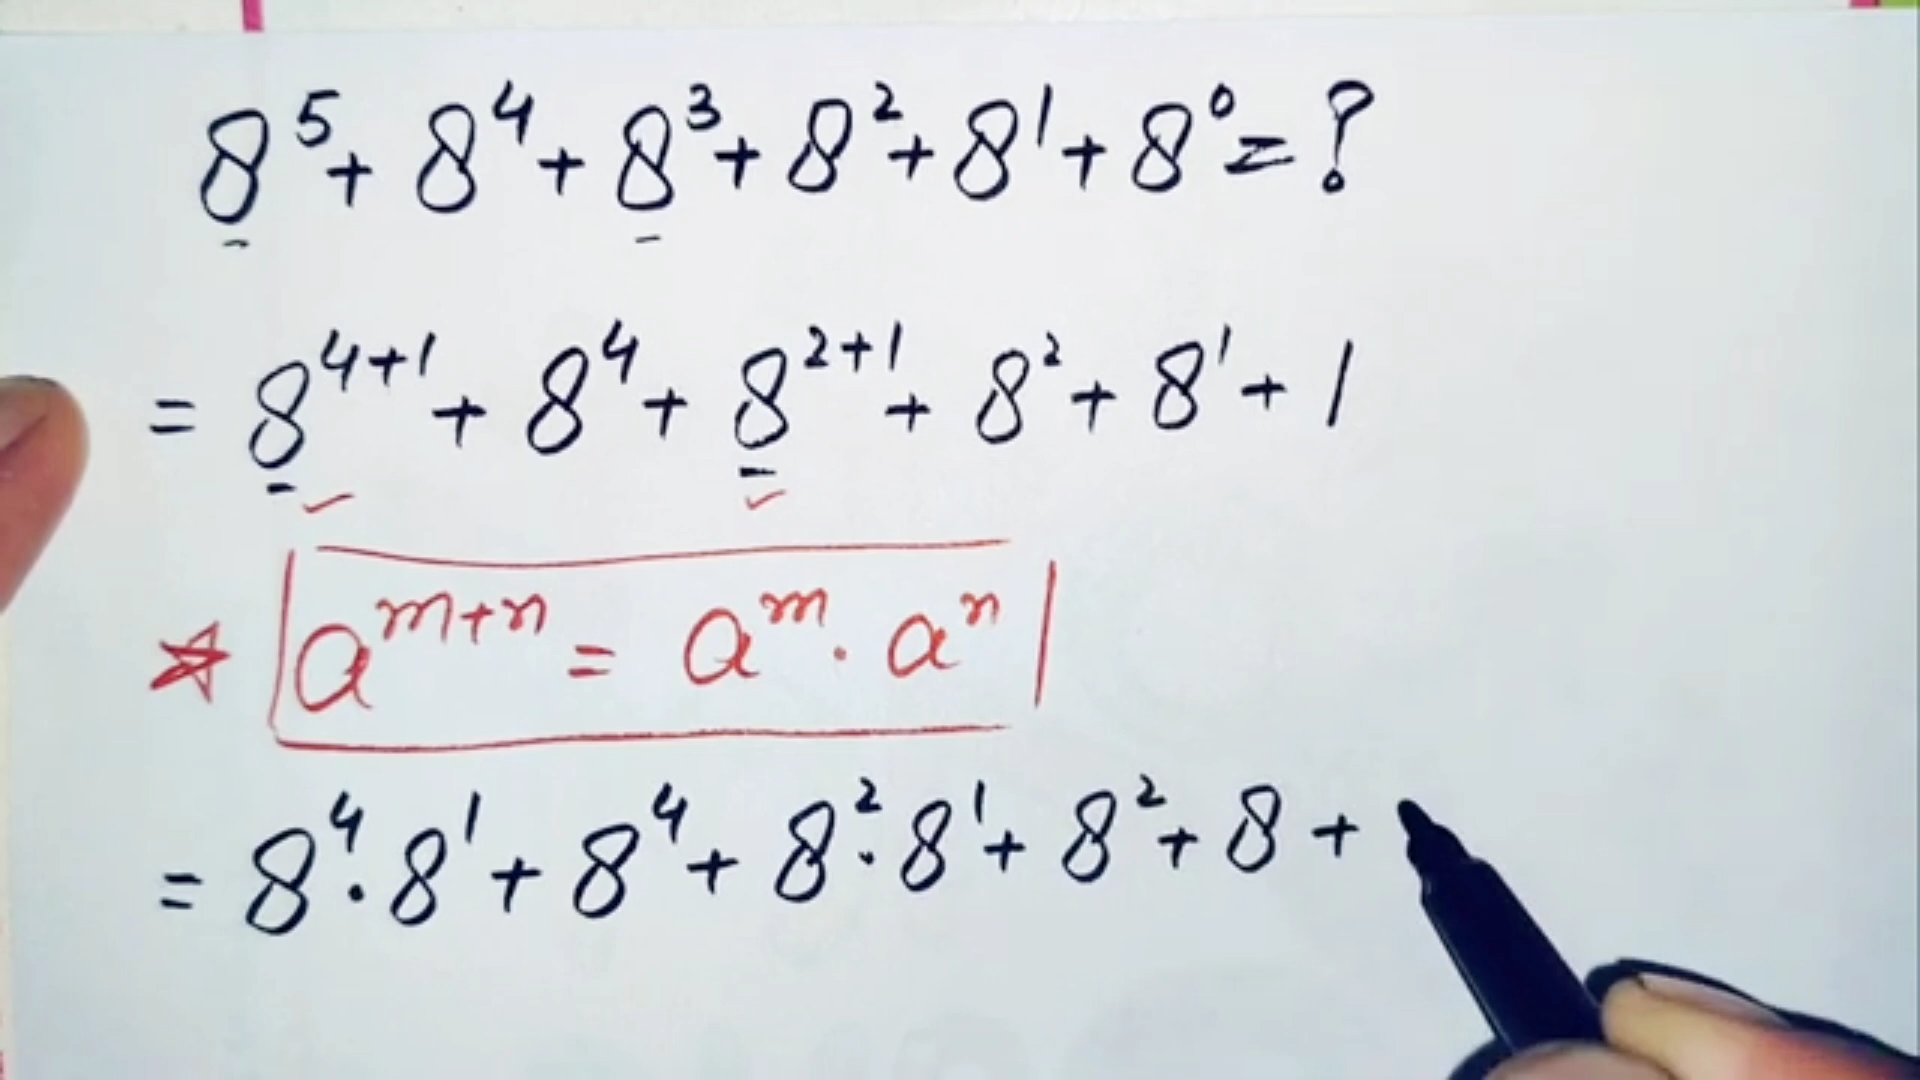 8⁵ + 8⁴ + 8³ + 8² + 8¹ + 8⁰ = ?
= 8⁴⁺¹ + 8⁴ + 8²⁺¹ + 8² + 8¹ + 1
aᵐ⁺ⁿ = aᵐ · aⁿ
= 8⁴ · 8¹ + 8⁴ + 8² · 8¹ + 8² + 8 +